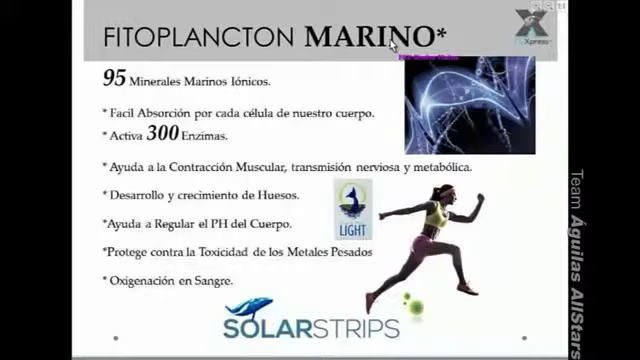 FITOPLANCTON MARINO*
Xpress
95 Minerales Marinos Iónicos.
* Facil Absorción por cada célula de nuestro cuerpo.
* Activa 300 Enzimas.
* Ayuda a la Contracción Muscular, transmisión nerviosa y metabólica.
* Desarrollo y crecimiento de Huesos.
*Ayuda a Regular el PH del Cuerpo.
*Protege contra la Toxicidad de los Metales Pesados
* Oxigenación en Sangre.
LIGHT
SOLARSTRIPS
Team Águilas AllStars